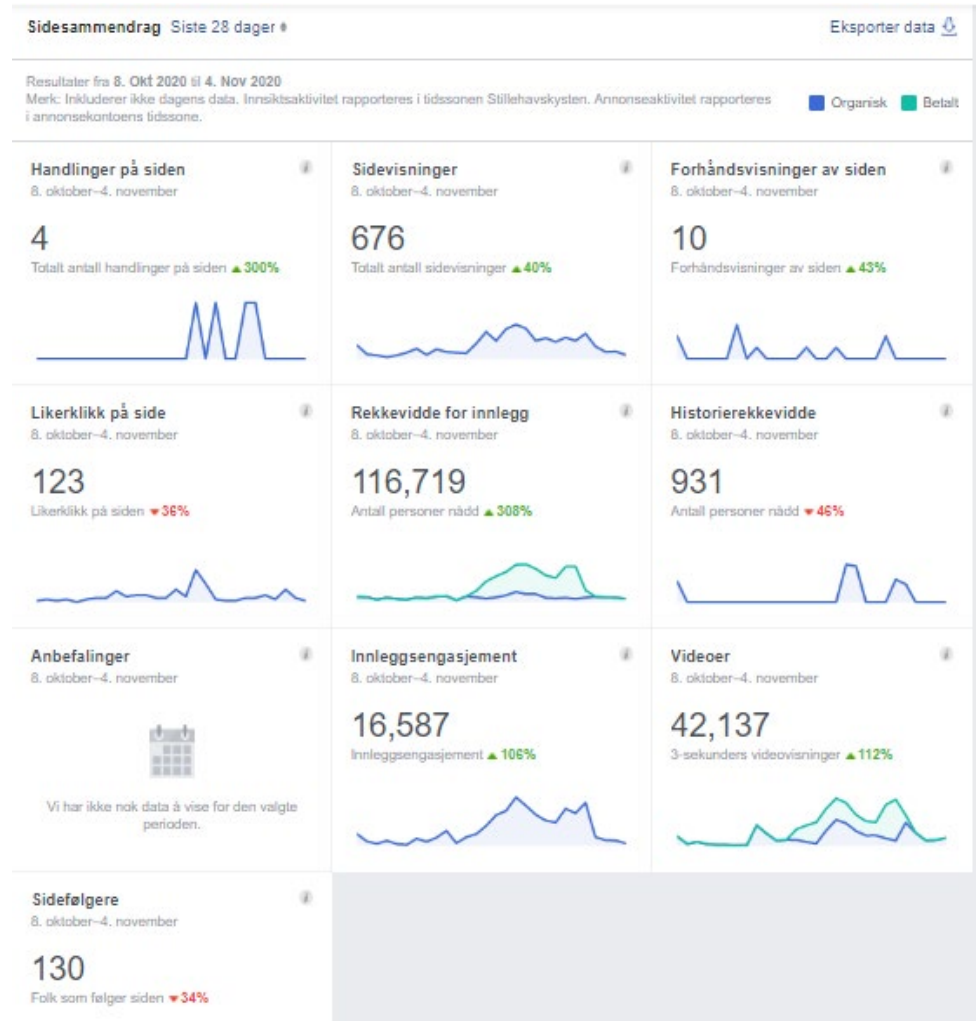 Sidesammendrag Siste 28 dager
Eksporter data
Resultater fra 8. Okt 2020 til 4. Nov 2020
Merk: Inkluderer ikke dagens data. Innsiktsaktivitet rapporteres i tidssonen Stillehavskysten. Annonseaktivitet rapporteres
i annonsekontoens tidssone.
Organisk Betalt
Handlinger på siden
8. oktober–4. november
4
Totalt antall handlinger på siden ▲300%
Sidevisninger
8. oktober–4. november
676
Totalt antall sidevisninger ▲40%
Forhåndsvisninger av siden
8. oktober–4. november
10
Forhåndsvisninger av siden ▲43%
Likerklikk på side
8. oktober–4. november
123
Likerklikk på siden ▼36%
Rekkevidde for innlegg
8. oktober–4. november
116,719
Antall personer nådd ▲308%
Historierekkevidde
8. oktober–4. november
931
Antall personer nådd ▼46%
Anbefalinger
8. oktober–4. november
Vi har ikke nok data å vise for den valgte
perioden.
Innleggsengasjement
8. oktober–4. november
16,587
Innleggsengasjement ▲106%
Videoer
8. oktober–4. november
42,137
3-sekunders videovisninger ▲112%
Sidefølgere
8. oktober–4. november
130
Folk som følger siden ▼34%